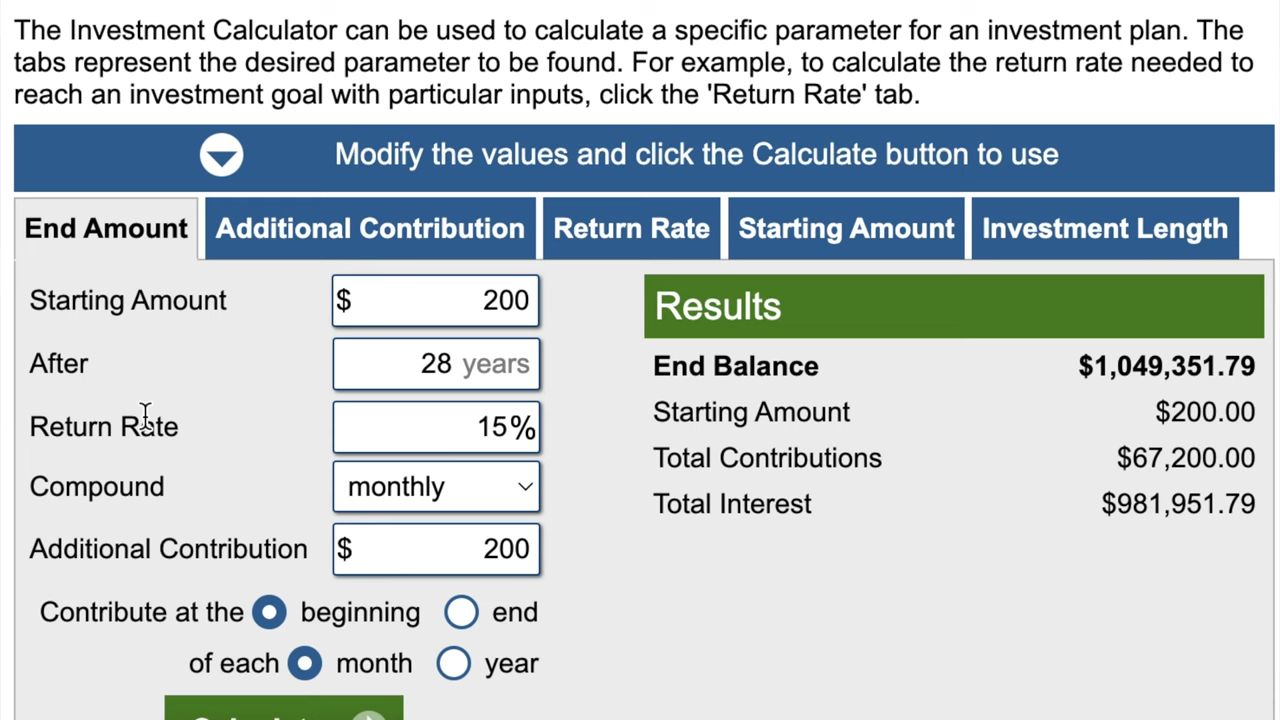 The Investment Calculator can be used to calculate a specific parameter for an investment plan. The
tabs represent the desired parameter to be found. For example, to calculate the return rate needed to
reach an investment goal with particular inputs, click the 'Return Rate' tab.
Modify the values and click the Calculate button to use
End Amount Additional Contribution Return Rate Starting Amount Investment Length
Starting Amount $ 200
After 28 years
Return Rate 15%
Compound monthly
Additional Contribution $ 200
Contribute at the beginning end
of each month year
Results
End Balance $1,049,351.79
Starting Amount $200.00
Total Contributions $67,200.00
Total Interest $981,951.79